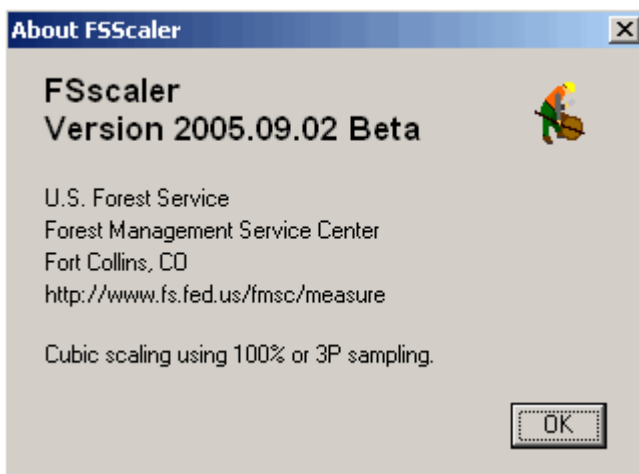 About FSScaler
FSscaler
Version 2005.09.02 Beta
U.S. Forest Service
Forest Management Service Center
Fort Collins, CO
http://www.fs.fed.us/fmsc/measure
Cubic scaling using 100% or 3P sampling.
OK